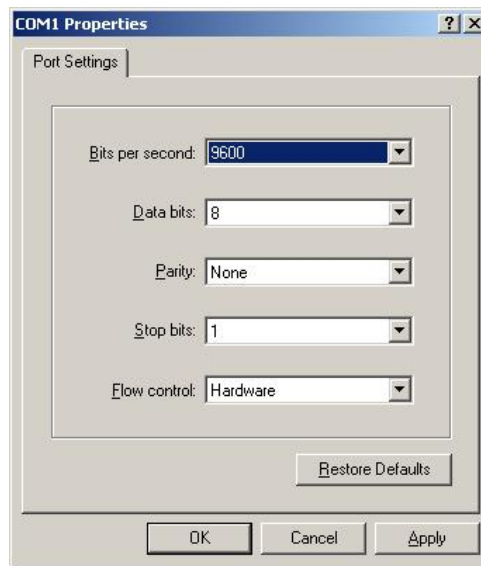 COM1 Properties
Port Settings
Bits per second: 9600
Data bits: 8
Parity: None
Stop bits: 1
Flow control: Hardware
Restore Defaults
OK Cancel Apply